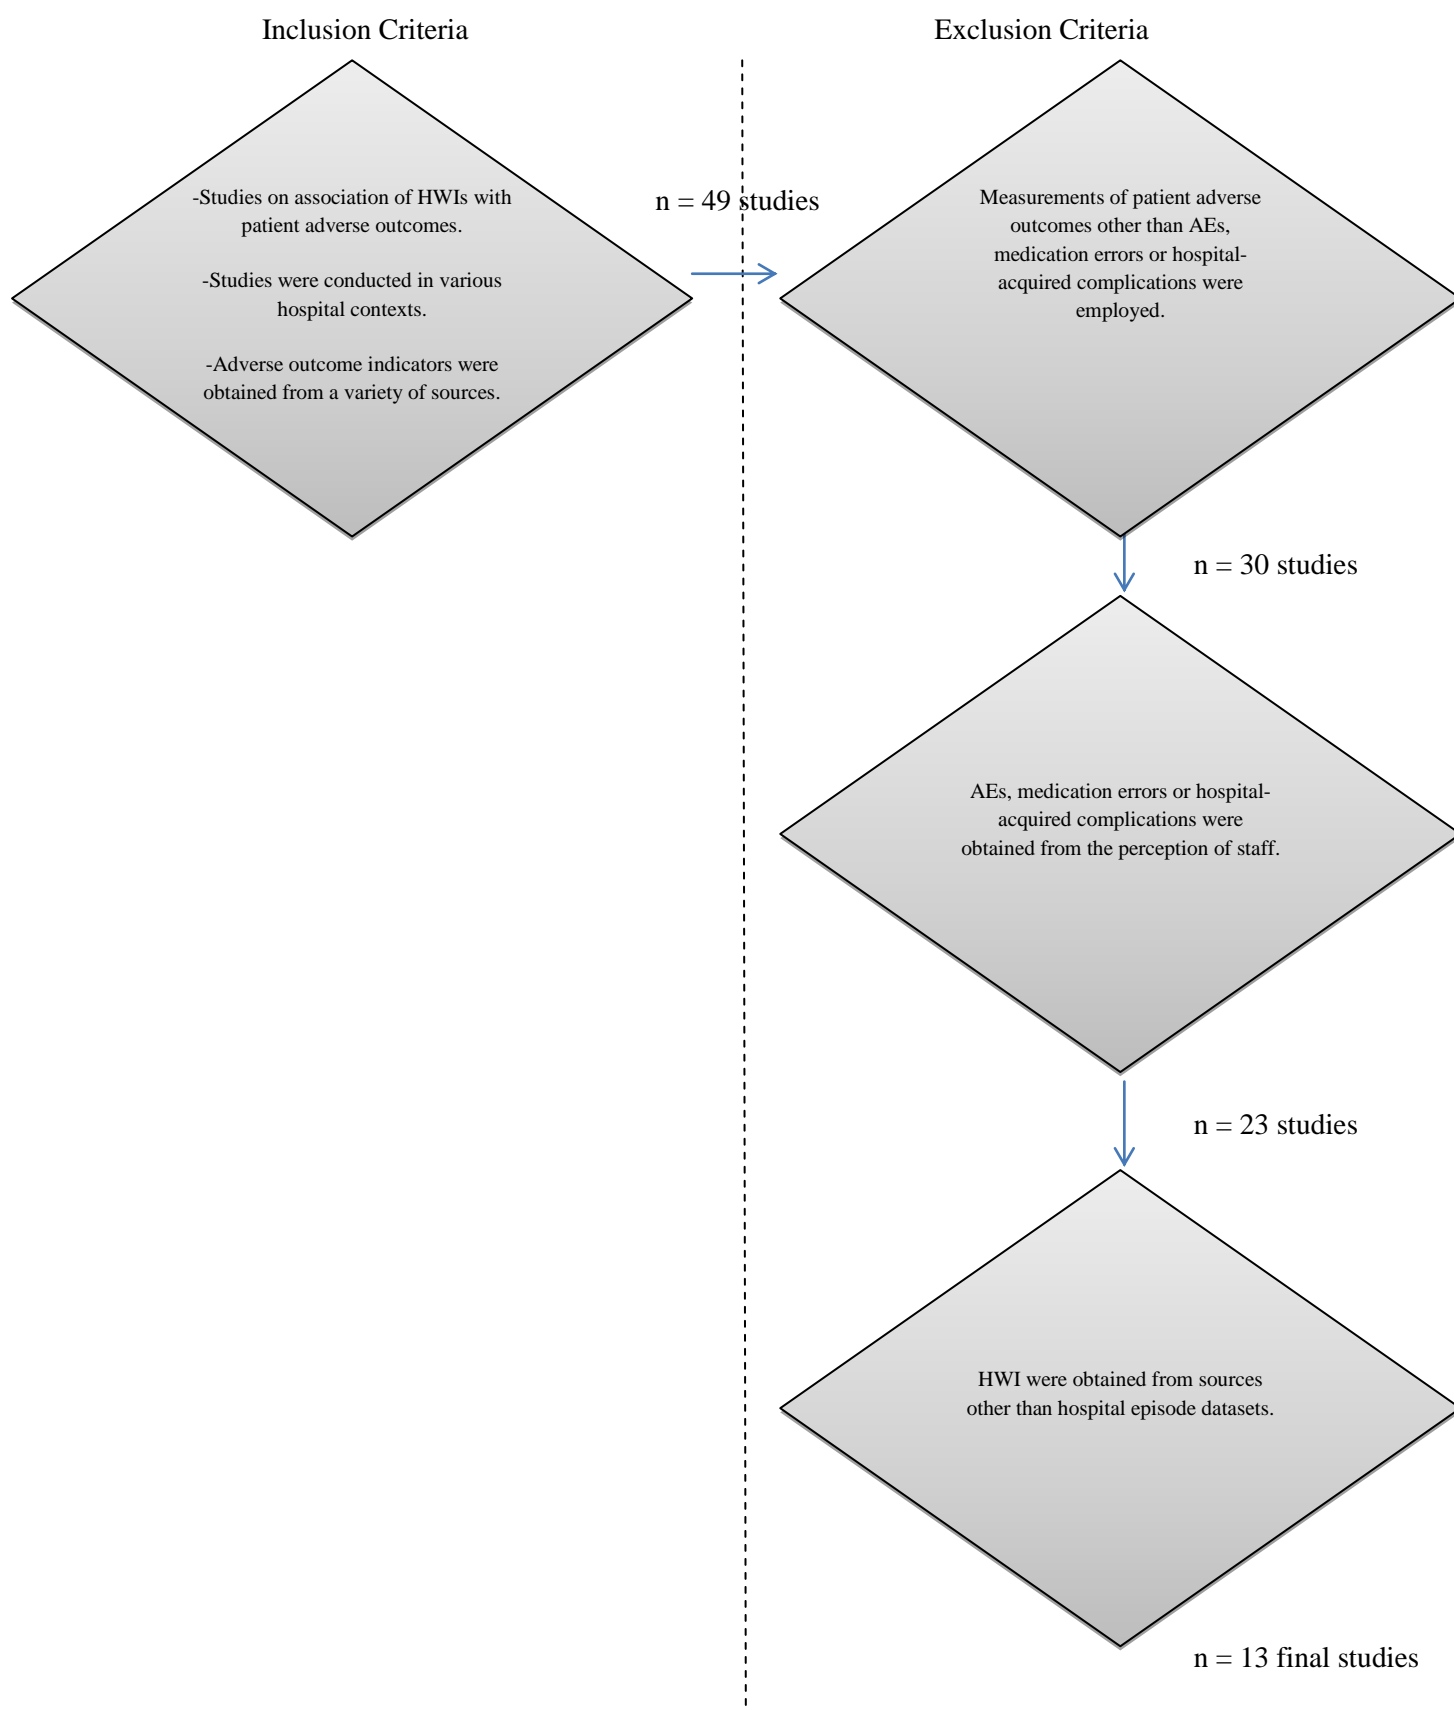 Inclusion Criteria
Exclusion Criteria
-Studies on association of HWIs with
patient adverse outcomes.
-Studies were conducted in various
hospital contexts.
-Adverse outcome indicators were
obtained from a variety of sources.
n = 49 studies
Measurements of patient adverse
outcomes other than AEs,
medication errors or hospital-
acquired complications were
employed.
n = 30 studies
AEs, medication errors or hospital-
acquired complications were
obtained from the perception of staff.
n = 23 studies
HWI were obtained from sources
other than hospital episode datasets.
n = 13 final studies